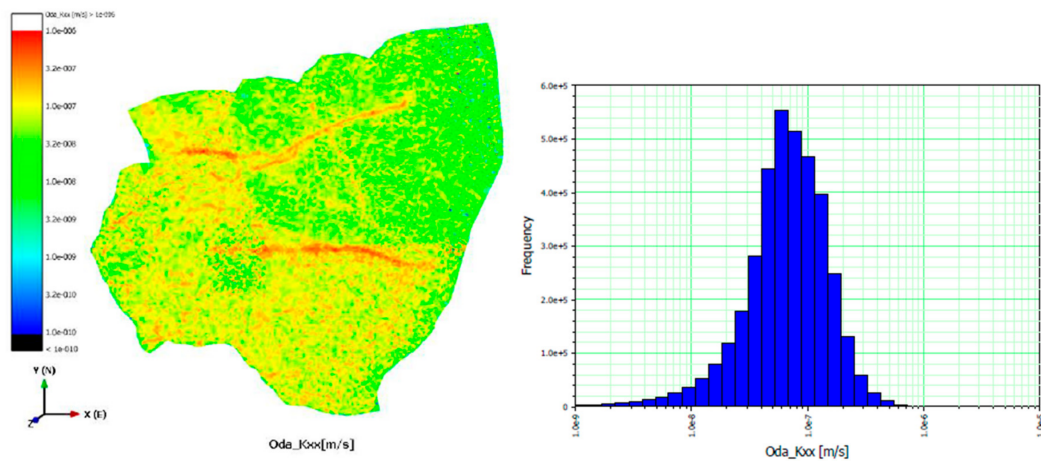 Oda_Kxx [m/s] > 1e-006
1.0e-006
3.2e-007
1.0e-007
3.2e-008
1.0e-008
3.2e-009
1.0e-009
3.2e-010
1.0e-010
< 1e-010
Y (N)
X (E)
Z
Oda_Kxx[m/s]
6.0e+5
5.0e+5
4.0e+5
3.0e+5
2.0e+5
1.0e+5
0
Frequency
1.0e-9
1.0e-8
1.0e-7
1.0e-6
1.0e-5
Oda_Kxx [m/s]